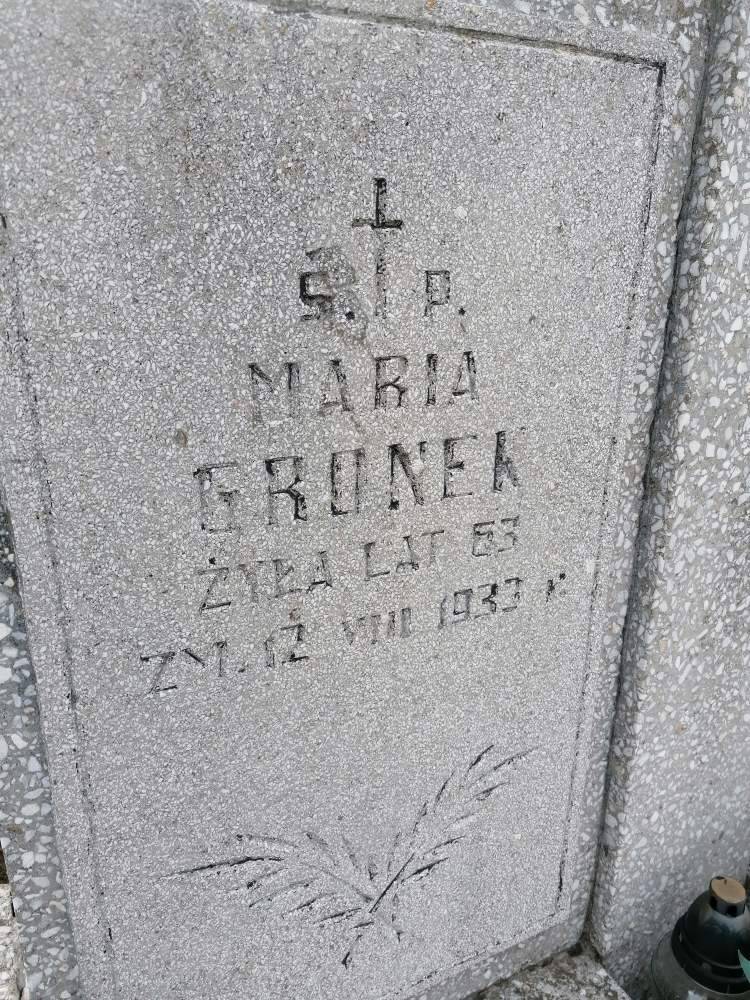 Ś. P.
MARIA
GRONEK
ŻYŁA LAT 63
ZM. 12 VIII 1933 R.